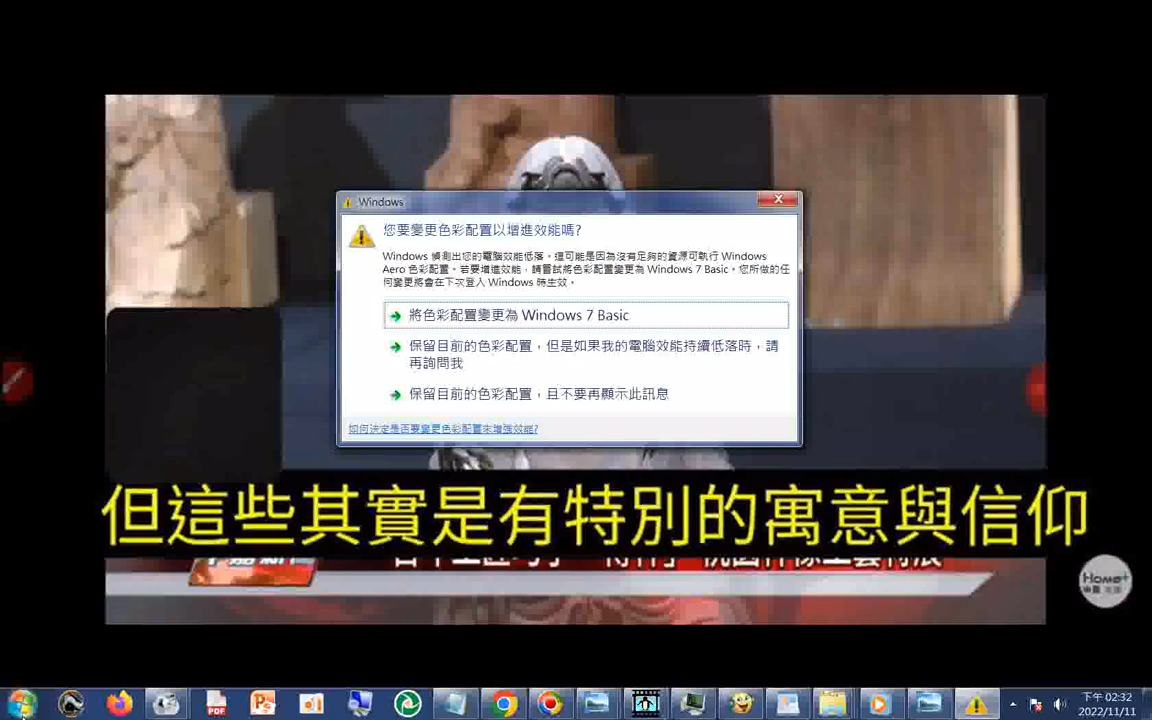 Windows
您要變更色彩配置以增進效能嗎?
Windows 偵測出您的電腦效能低落。這可能是因為沒有足夠的資源可執行 Windows
Aero 色彩配置。若要增進效能，請嘗試將色彩配置變更為 Windows 7 Basic。您所做的任
何變更將會在下次登入 Windows 時生效。
將色彩配置變更為 Windows 7 Basic
保留目前的色彩配置，但是如果我的電腦效能持續低落時，請
再詢問我
保留目前的色彩配置，且不要再顯示此訊息
如何決定是否要變更色彩配置來增強效能?
但這些其實是有特別的寓意與信仰
Home+
PDF
下午 02:32
2022/11/11